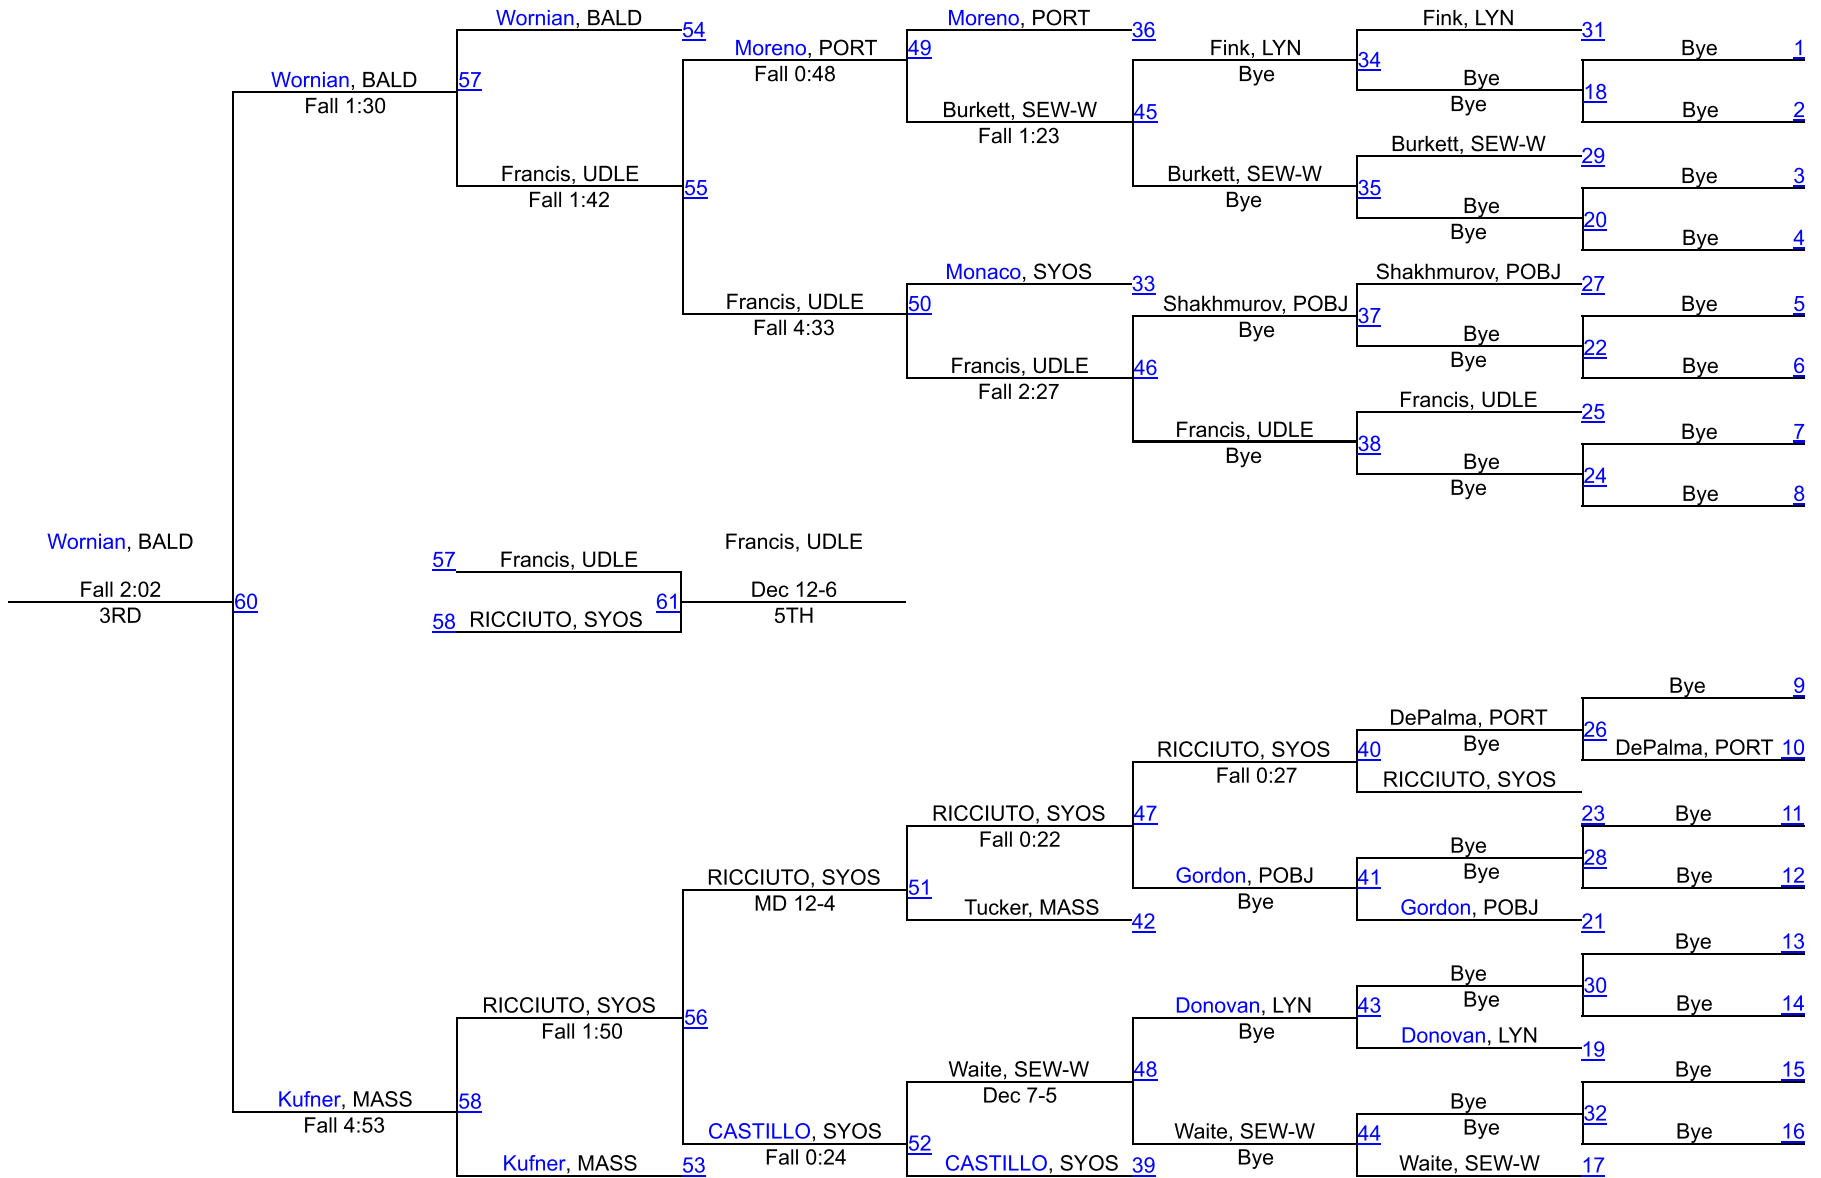 Wornian, BALD
54
Moreno, PORT
36
Fink, LYN
31
Moreno, PORT
49
Fink, LYN
34
Bye
1
Fall 0:48
Bye
Wornian, BALD
57
Bye
18
Fall 1:30
Burkett, SEW-W
45
Bye
Bye
2
Fall 1:23
Burkett, SEW-W
29
Francis, UDLE
55
Burkett, SEW-W
35
Bye
3
Fall 1:42
Bye
Bye
20
Bye
Bye
4
Monaco, SYOS
33
Shakhmurov, POBJ
27
Francis, UDLE
50
Shakhmurov, POBJ
37
Bye
5
Fall 4:33
Bye
Bye
22
Francis, UDLE
46
Bye
Bye
6
Fall 2:27
Francis, UDLE
25
Francis, UDLE
38
Bye
7
Bye
Bye
24
Bye
Bye
8
Wornian, BALD
Francis, UDLE
57
Francis, UDLE
Fall 2:02
60
61
Dec 12-6
3RD
58
RICCIUTO, SYOS
5TH
Bye
9
DePalma, PORT
26
Bye
RICCIUTO, SYOS
40
DePalma, PORT
10
Fall 0:27
RICCIUTO, SYOS
RICCIUTO, SYOS
47
23
Bye
11
Fall 0:22
Bye
28
RICCIUTO, SYOS
51
Gordon, POBJ
41
Bye
Bye
12
MD 12-4
Bye
Tucker, MASS
42
Gordon, POBJ
21
Bye
13
Bye
30
RICCIUTO, SYOS
56
Donovan, LYN
43
Bye
Bye
14
Fall 1:50
Bye
Donovan, LYN
19
Waite, SEW-W
48
Bye
15
Dec 7-5
Kufner, MASS
58
Bye
32
Fall 4:53
CASTILLO, SYOS
52
Waite, SEW-W
44
Bye
Bye
16
Fall 0:24
Bye
Kufner, MASS
53
CASTILLO, SYOS
39
Waite, SEW-W
17